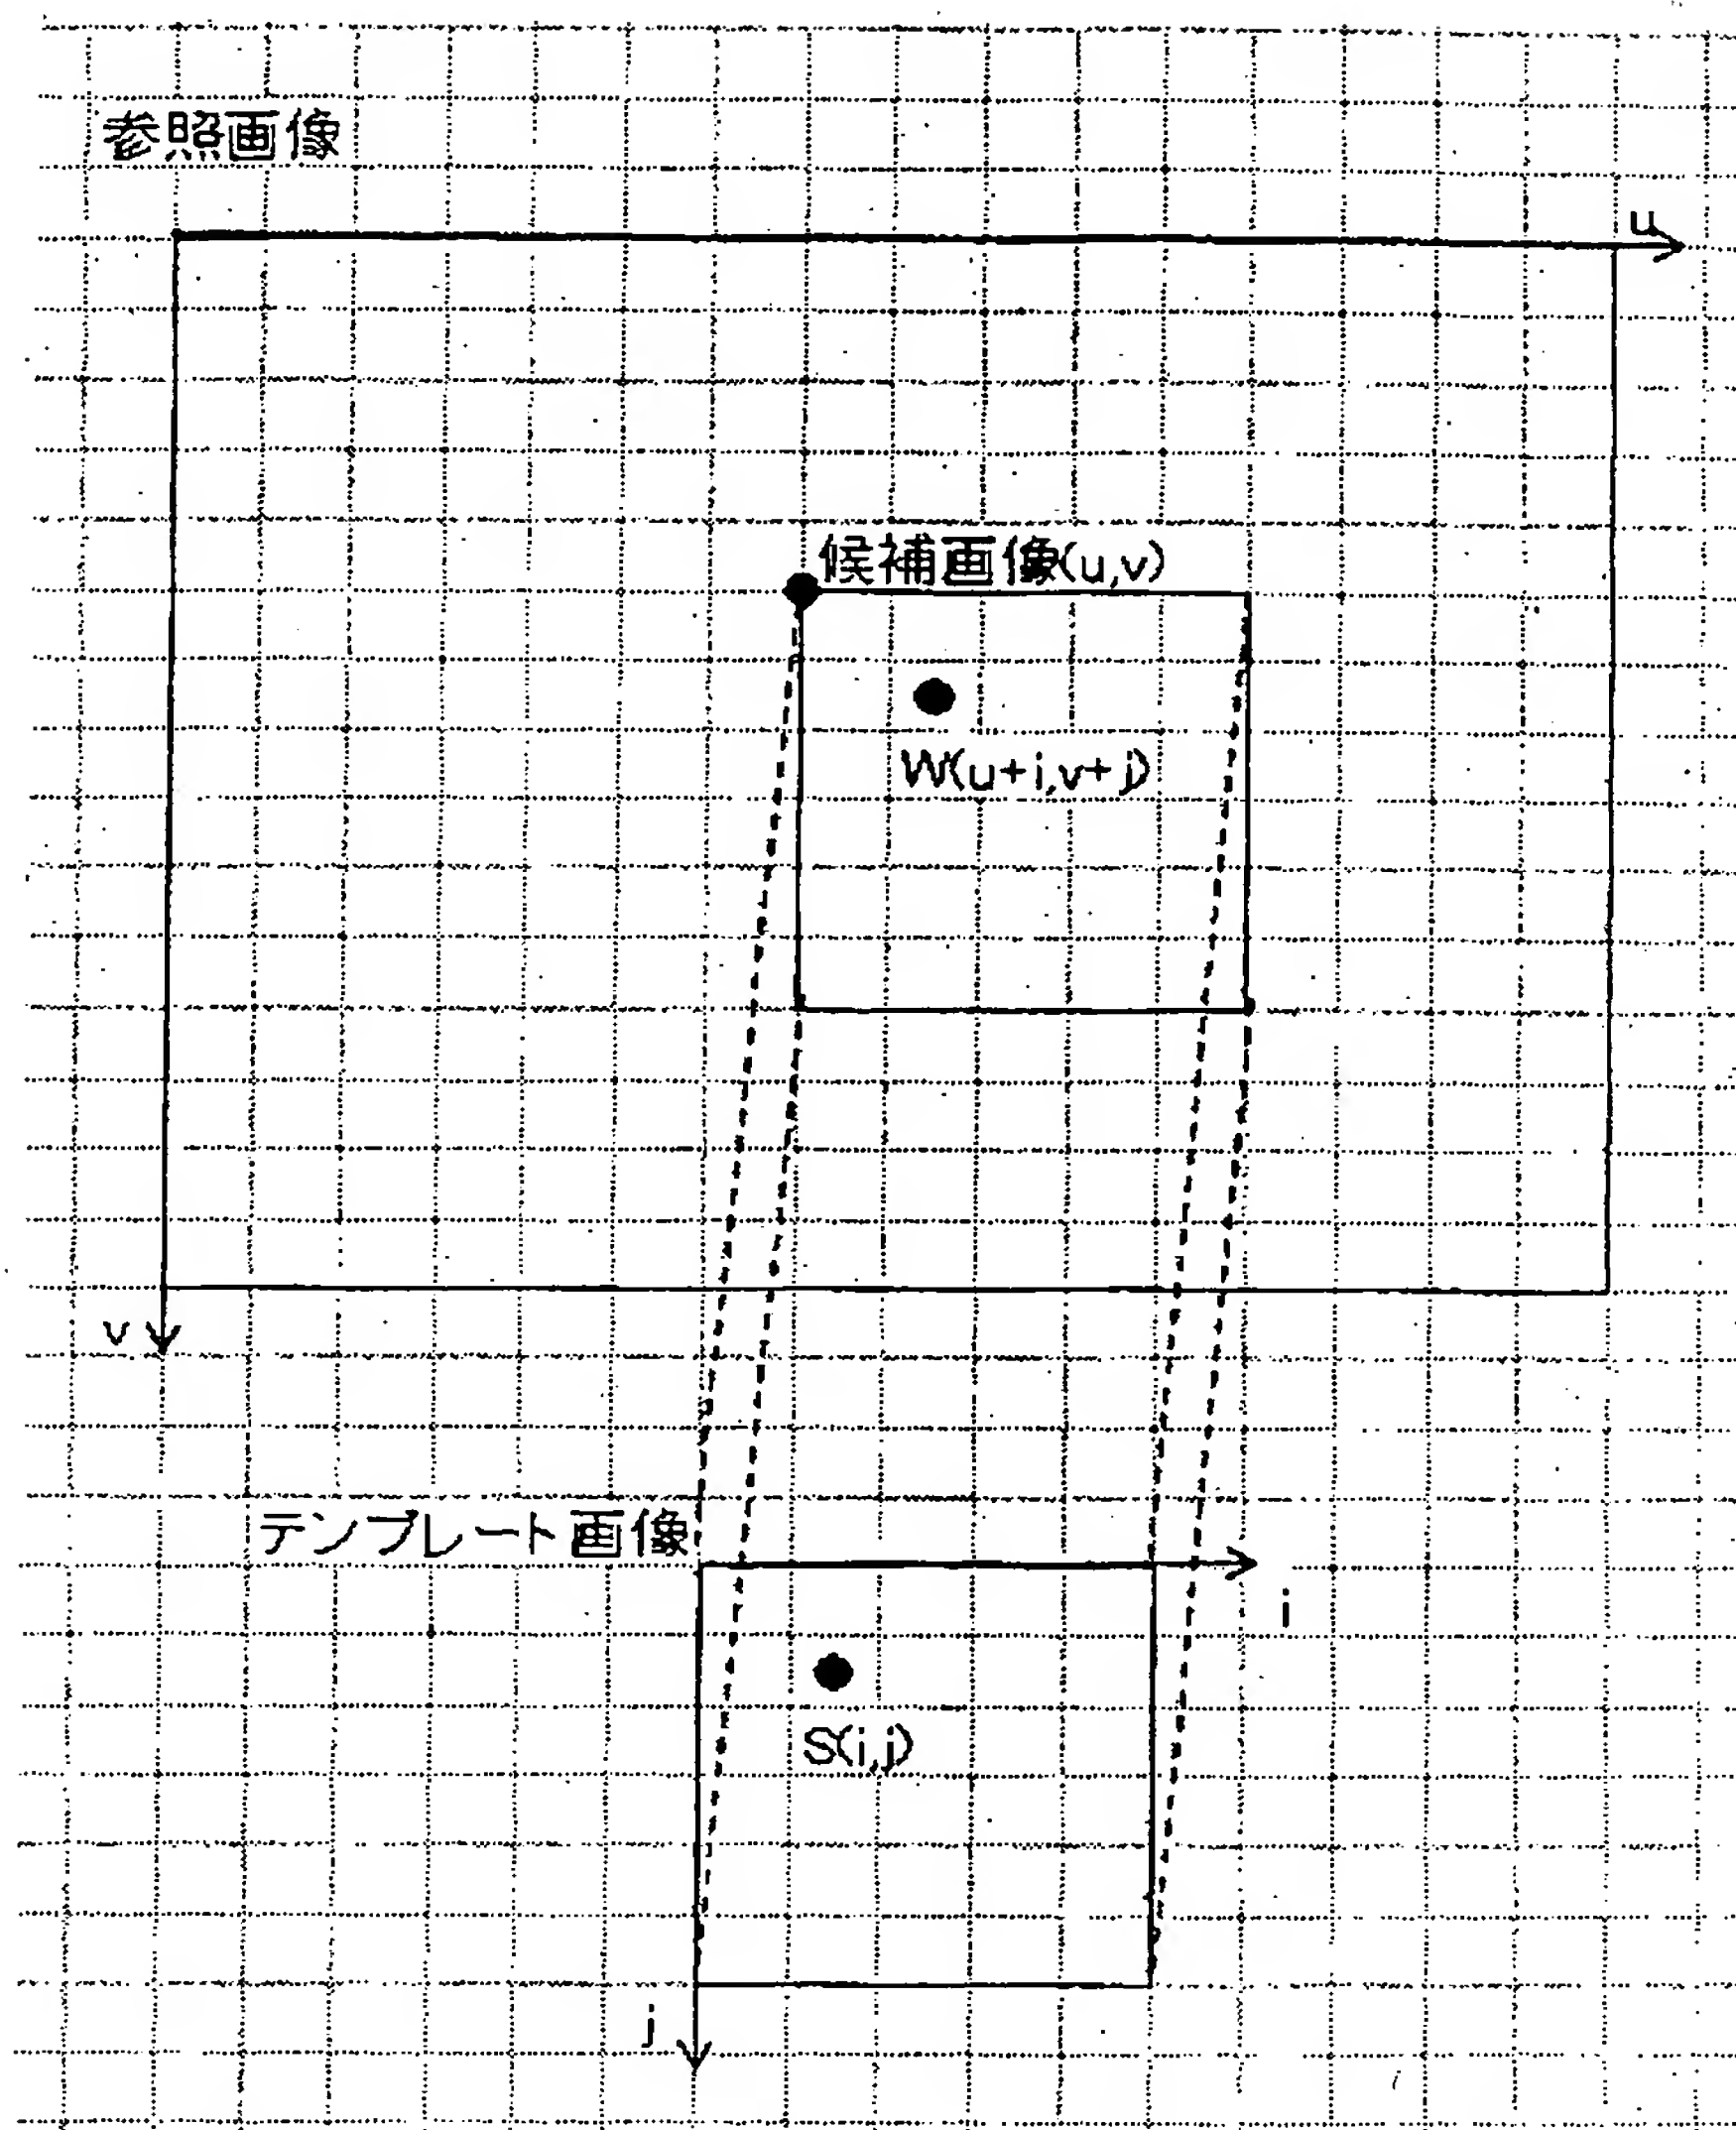 参照画像
u
候補画像(u,v)
W(u+i,v+j)
v
テンプレート画像
i
S(i,j)
j